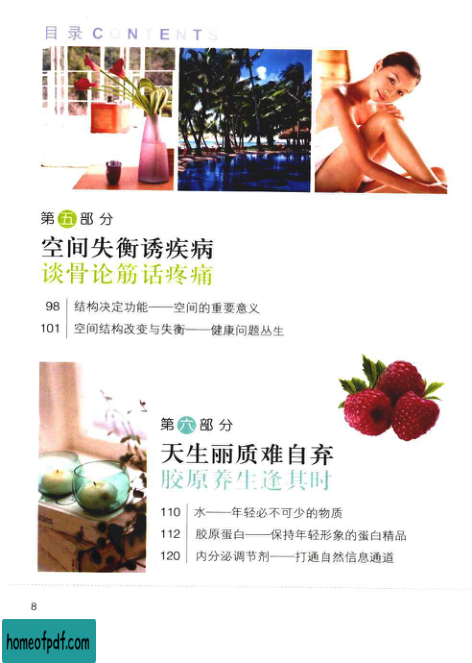 目录 CONTENTS
第五部分
空间失衡诱疾病
谈骨论筋话疼痛
98 结构决定功能——空间的重要意义
101 空间结构改变与失衡——健康问题丛生
第六部分
天生丽质难自弃
胶原养生逢其时
110 水——年轻必不可少的物质
112 胶原蛋白——保持年轻形象的蛋白精品
120 内分泌调节剂——打通自然信息通道
8
homeofpdf.com